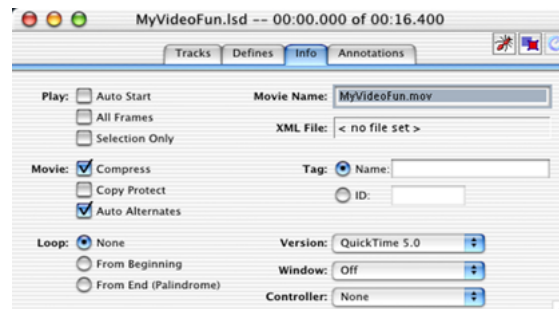 MyVideoFun.lsd -- 00:00.000 of 00:16.400
Tracks Defines Info Annotations
Play: Auto Start Movie Name: MyVideoFun.mov
All Frames
Selection Only XML File: < no file set >
Movie: Compress Tag: Name:
Copy Protect ID:
Auto Alternates
Loop: None Version: QuickTime 5.0
From Beginning Window: Off
From End (Palindrome) Controller: None